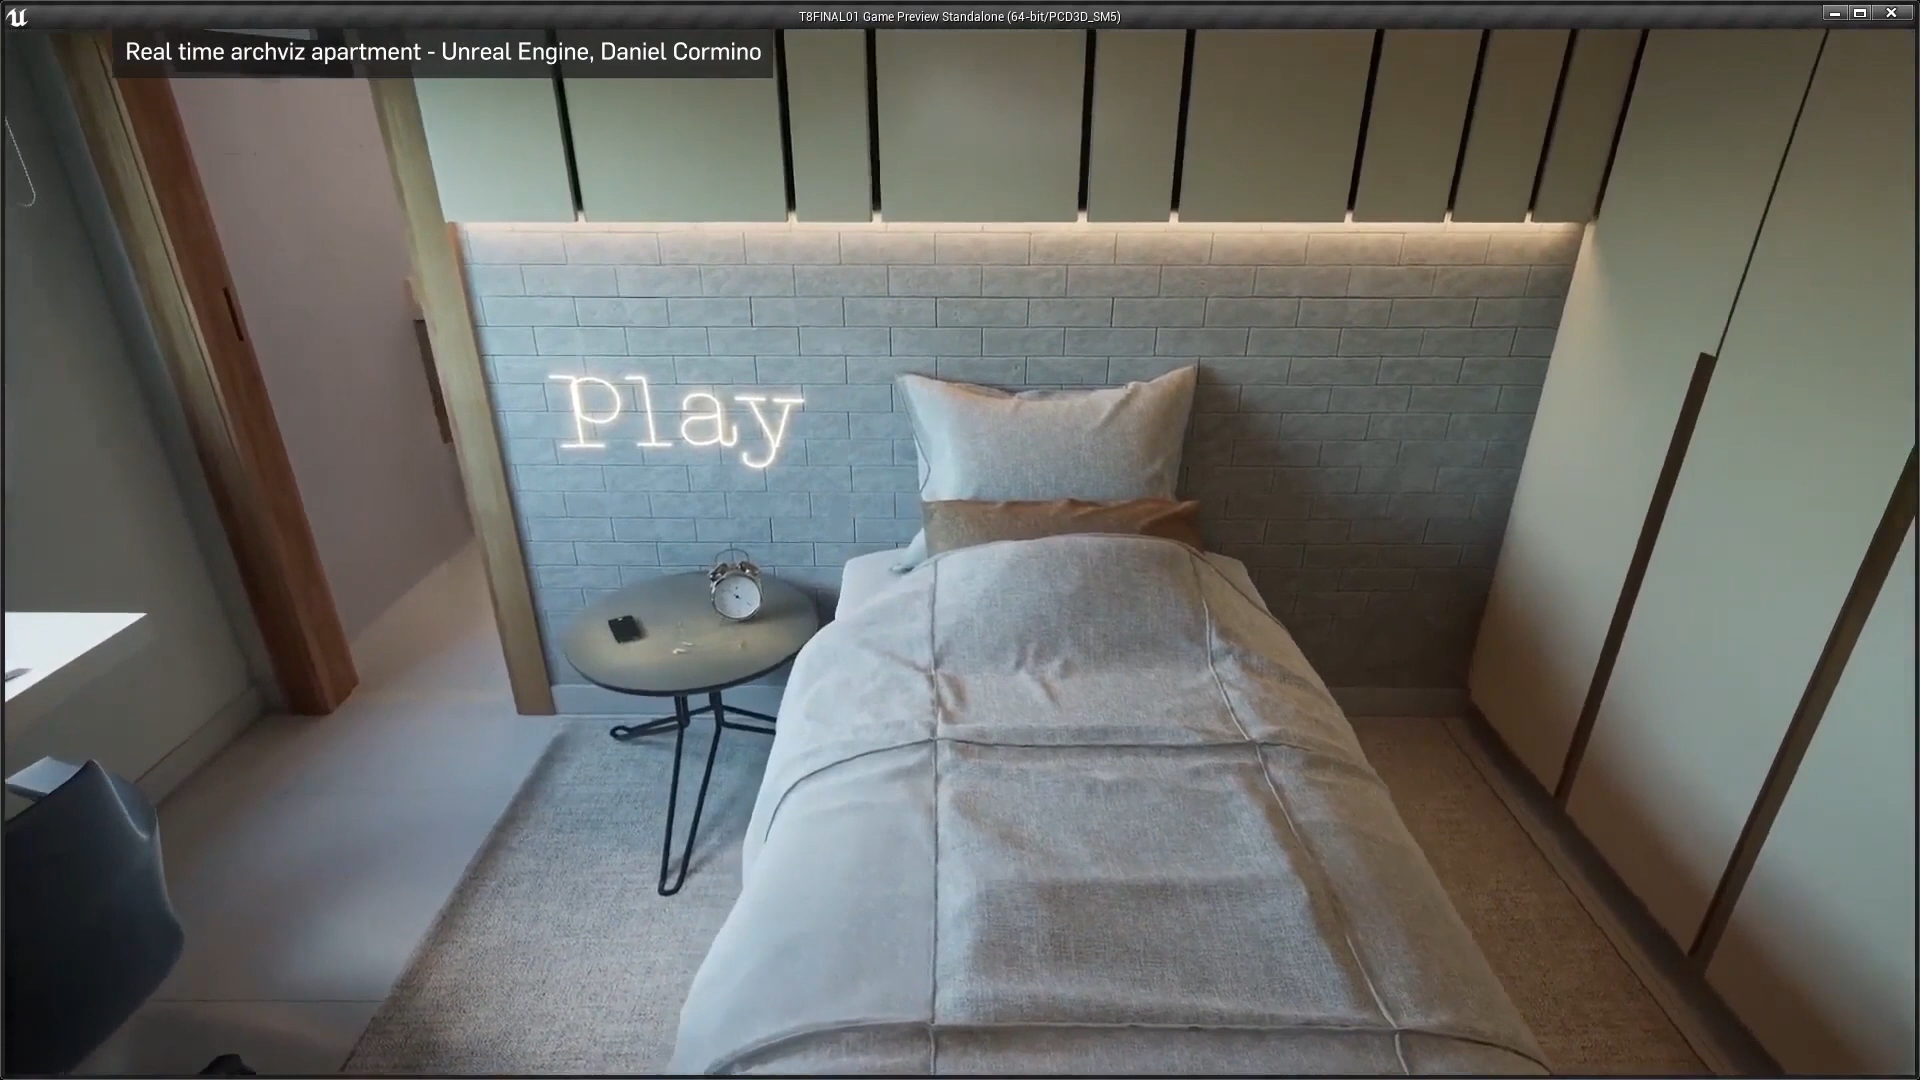 T8FINAL01 Game Preview Standalone (64-bit/PCD3D_SM5)
Real time archviz apartment - Unreal Engine, Daniel Cormino
Play